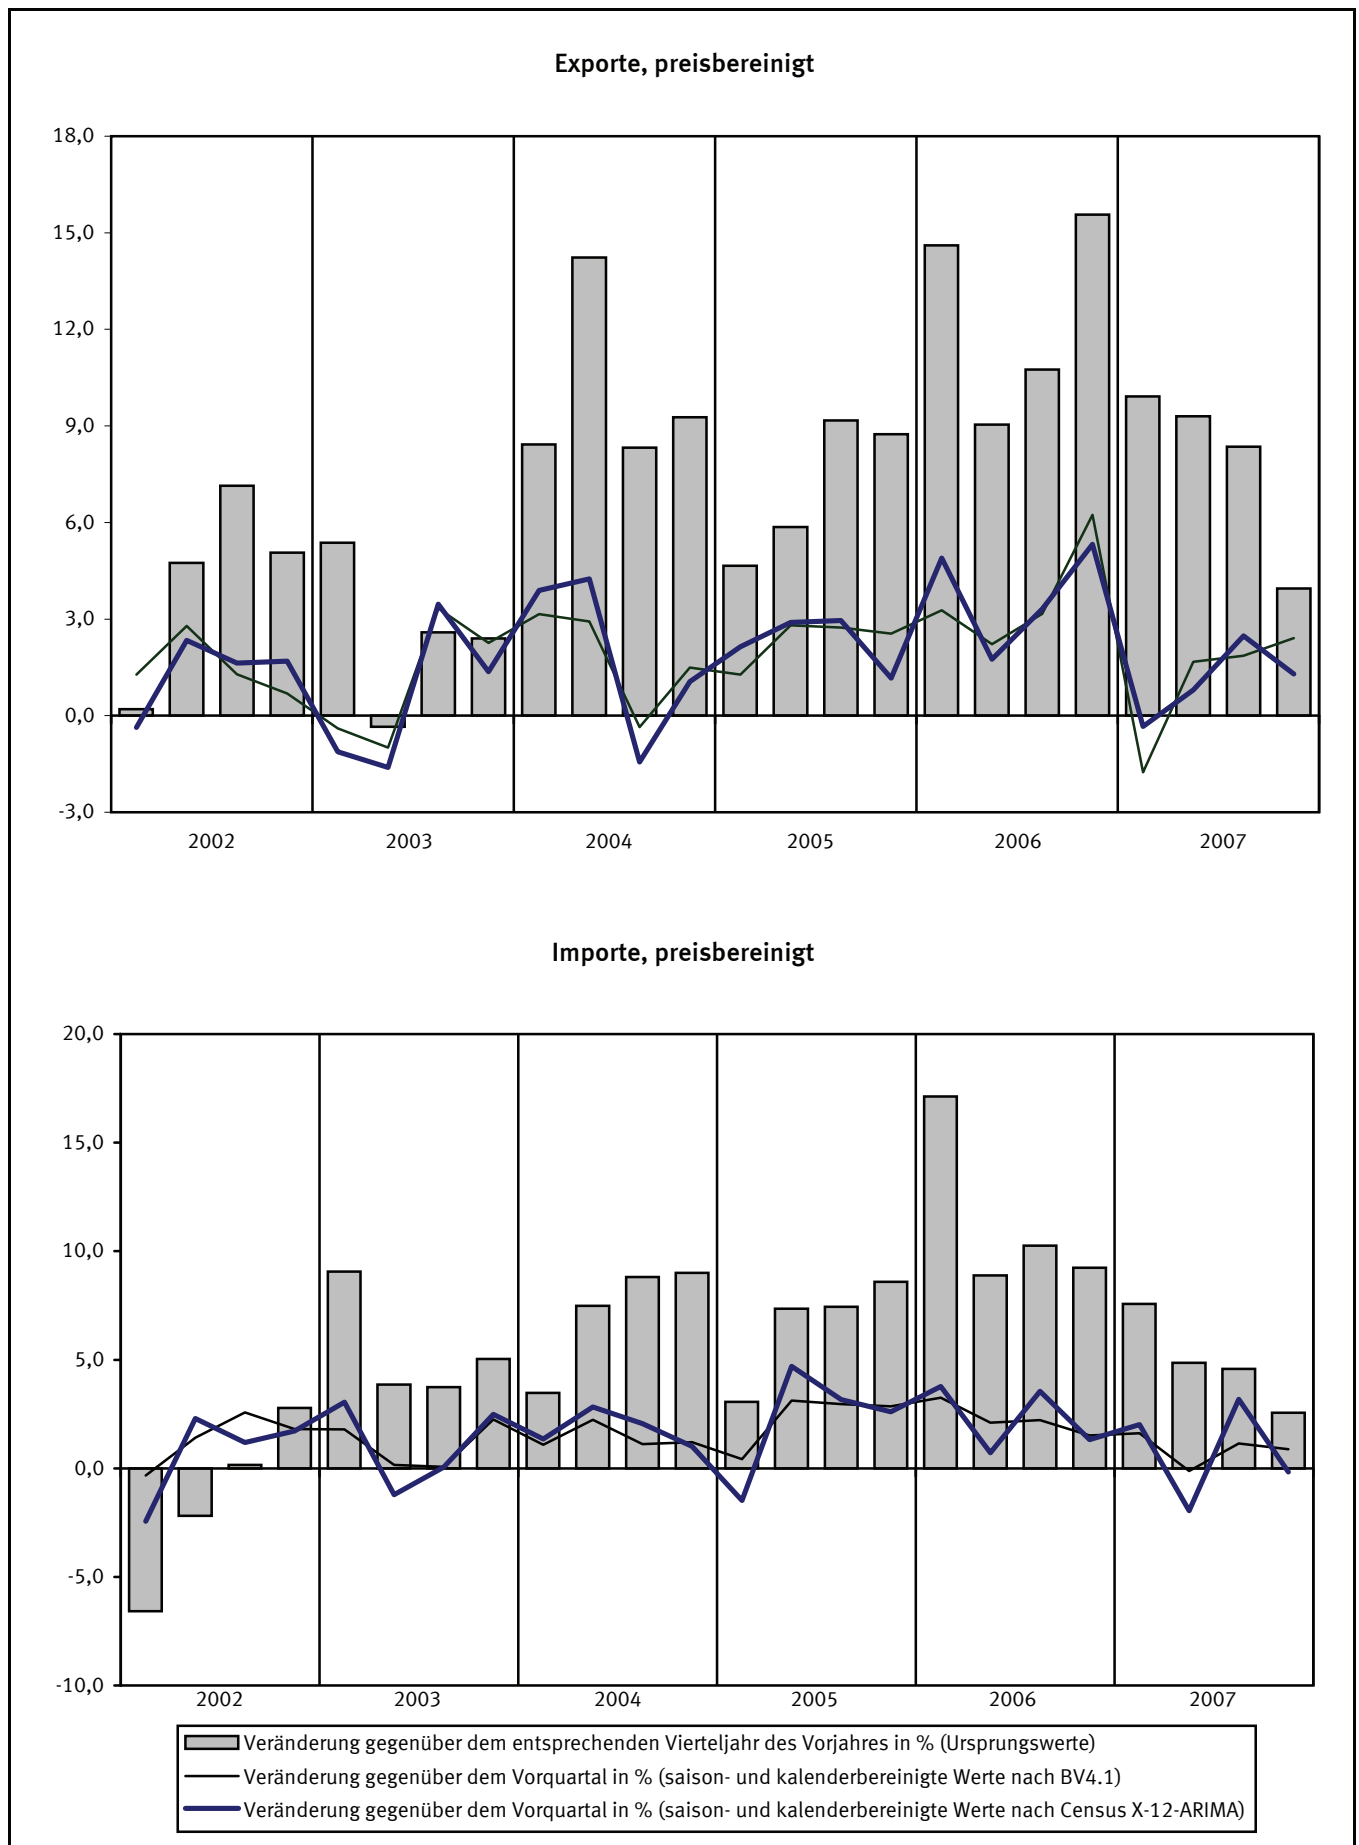 Exporte, preisbereinigt
18,0
15,0
12,0
9,0
6,0
3,0
0,0
-3,0
2002 2003 2004 2005 2006 2007
Importe, preisbereinigt
20,0
15,0
10,0
5,0
0,0
-5,0
-10,0
2002 2003 2004 2005 2006 2007
Veränderung gegenüber dem entsprechenden Vierteljahr des Vorjahres in % (Ursprungswerte)
Veränderung gegenüber dem Vorquartal in % (saison- und kalenderbereinigte Werte nach BV4.1)
Veränderung gegenüber dem Vorquartal in % (saison- und kalenderbereinigte Werte nach Census X-12-ARIMA)